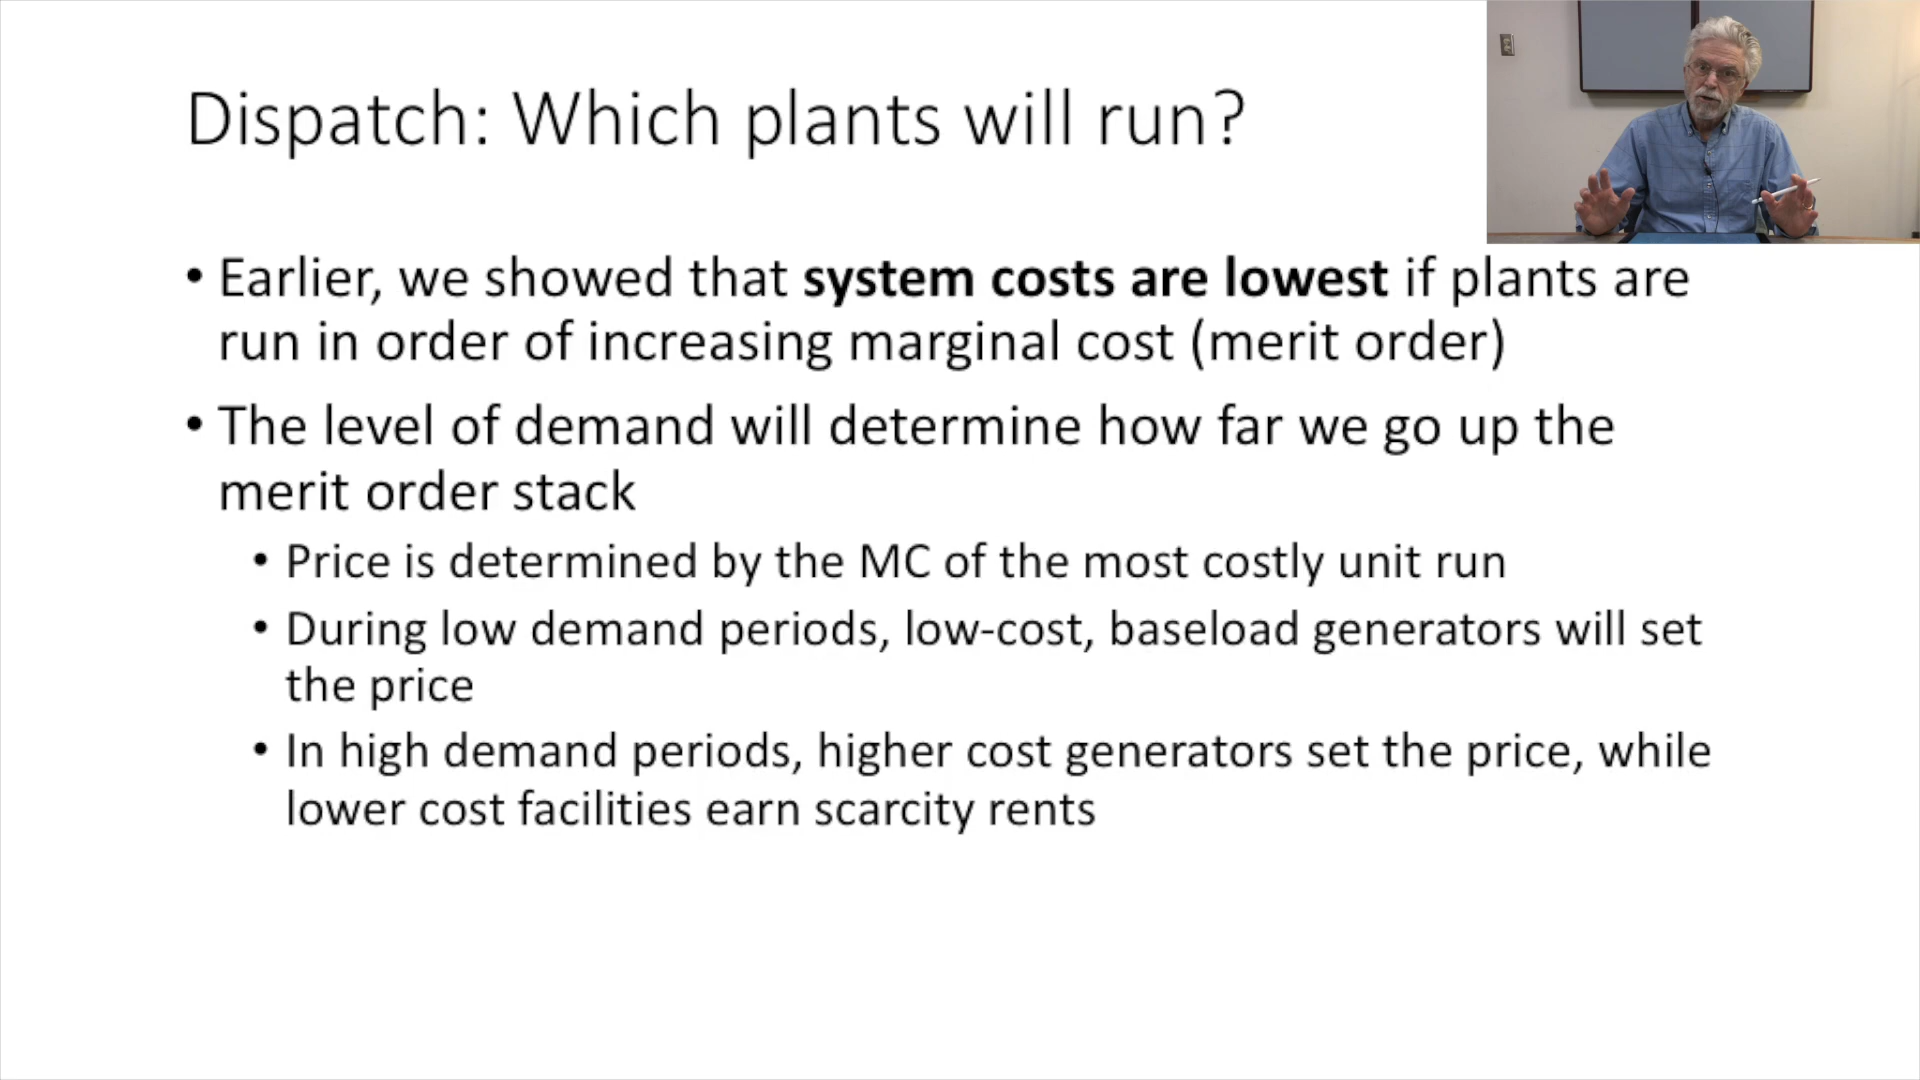 Dispatch: Which plants will run?
• Earlier, we showed that system costs are lowest if plants are
run in order of increasing marginal cost (merit order)
• The level of demand will determine how far we go up the
merit order stack
• Price is determined by the MC of the most costly unit run
• During low demand periods, low-cost, baseload generators will set
the price
• In high demand periods, higher cost generators set the price, while
lower cost facilities earn scarcity rents